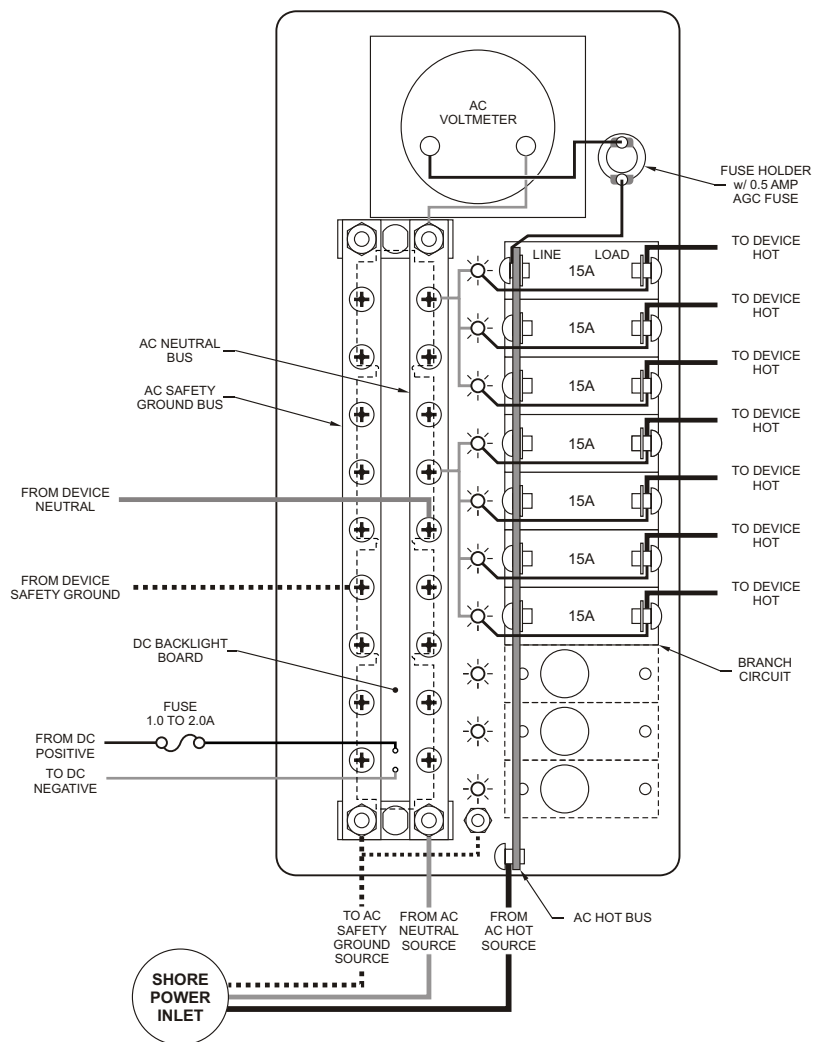 AC
VOLTMETER
FUSE HOLDER
w/ 0.5 AMP
AGC FUSE
LINE
LOAD
15A
TO DEVICE
HOT
15A
TO DEVICE
HOT
15A
TO DEVICE
HOT
15A
TO DEVICE
HOT
15A
TO DEVICE
HOT
15A
TO DEVICE
HOT
15A
TO DEVICE
HOT
AC NEUTRAL
BUS
AC SAFETY
GROUND BUS
FROM DEVICE
NEUTRAL
FROM DEVICE
SAFETY GROUND
DC BACKLIGHT
BOARD
BRANCH
CIRCUIT
FUSE
1.0 TO 2.0A
FROM DC
POSITIVE
TO DC
NEGATIVE
TO AC
SAFETY
GROUND
SOURCE
FROM AC
NEUTRAL
SOURCE
FROM
AC HOT
SOURCE
AC HOT BUS
SHORE
POWER
INLET